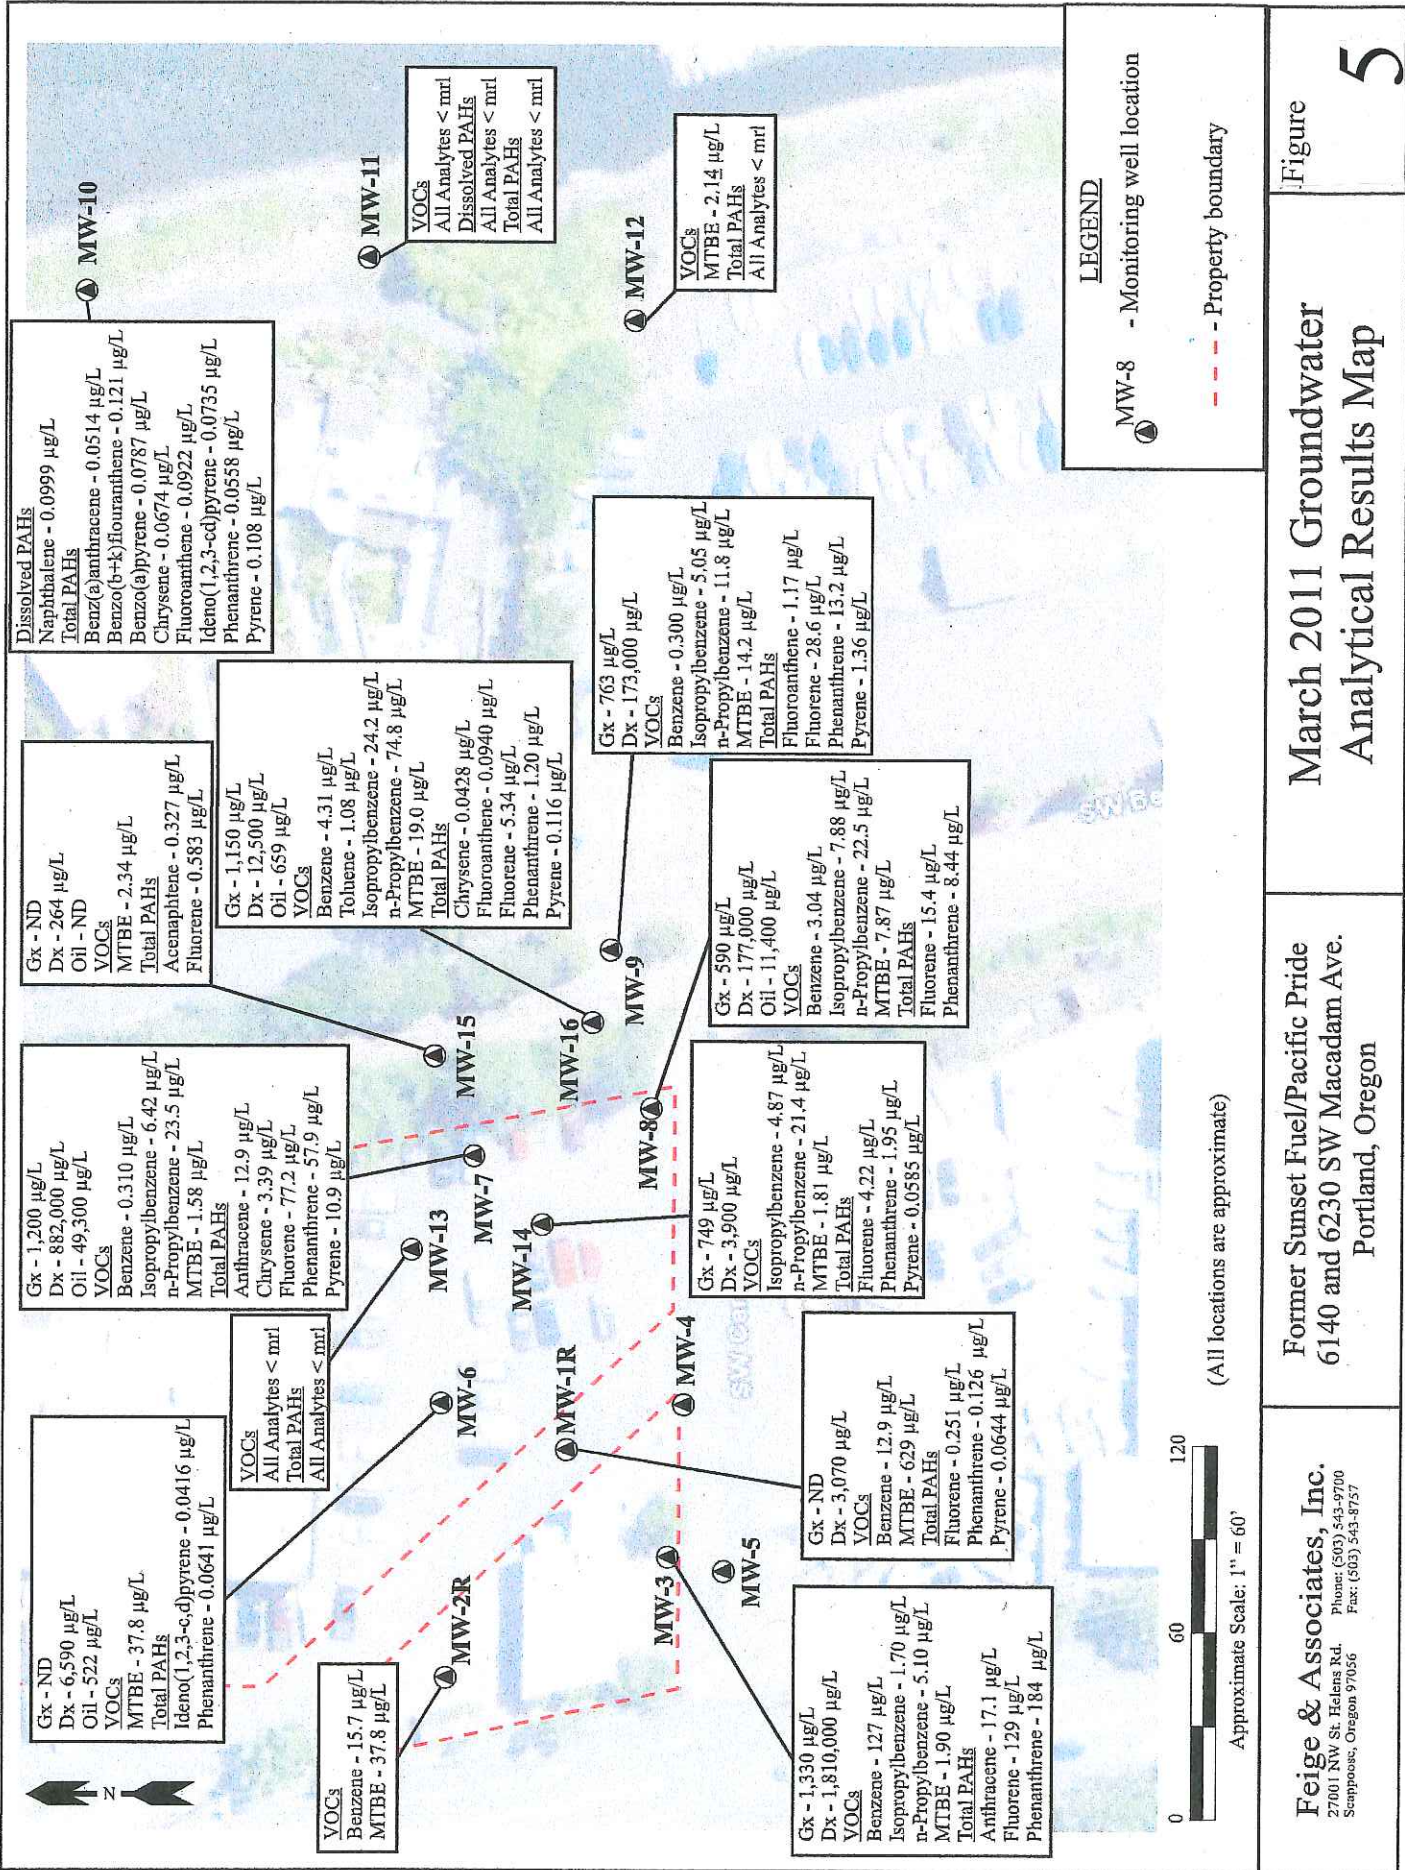 N
Gx - ND
Dx - 6,590 µg/L
Oil - 522 µg/L
VOCs
MTBE - 37.8 µg/L
Total PAHs
Ideno(1,2,3-c,d)pyrene - 0.0416 µg/L
Phenanthrene - 0.0641 µg/L
VOCs
All Analytes < mrl
Total PAHs
All Analytes < mrl
Gx - 1,200 µg/L
Dx - 882,000 µg/L
Oil - 49,300 µg/L
VOCs
Benzene - 0.310 µg/L
Isopropylbenzene - 6.42 µg/L
n-Propylbenzene - 23.5 µg/L
MTBE - 1.58 µg/L
Total PAHs
Anthracene - 12.9 µg/L
Chrysene - 3.39 µg/L
Fluorene - 77.2 µg/L
Phenanthrene - 57.9 µg/L
Pyrene - 10.9 µg/L
Gx - ND
Dx - 264 µg/L
Oil - ND
VOCs
MTBE - 2.34 µg/L
Total PAHs
Acenaphtene - 0.327 µg/L
Fluorene - 0.583 µg/L
Gx - 1,150 µg/L
Dx - 12,500 µg/L
Oil - 659 µg/L
VOCs
Benzene - 4.31 µg/L
Toluene - 1.08 µg/L
Isopropylbenzene - 24.2 µg/L
n-Propylbenzene - 74.8 µg/L
MTBE - 19.0 µg/L
Total PAHs
Chrysene - 0.0428 µg/L
Fluoroanthene - 0.0940 µg/L
Fluorene - 5.34 µg/L
Phenanthrene - 1.20 µg/L
Pyrene - 0.116 µg/L
Dissolved PAHs
Naphthalene - 0.0999 µg/L
Total PAHs
Benz(a)anthracene - 0.0514 µg/L
Benzo(b+k)flouranthene - 0.121 µg/L
Benzo(a)pyrene - 0.0787 µg/L
Chrysene - 0.0674 µg/L
Fluoroanthene - 0.0922 µg/L
Ideno(1,2,3-cd)pyrene - 0.0735 µg/L
Phenanthrene - 0.0558 µg/L
Pyrene - 0.108 µg/L
MW-10
MW-11
VOCs
All Analytes < mrl
Dissolved PAHs
All Analytes < mrl
Total PAHs
All Analytes < mrl
MW-12
VOCs
MTBE - 2.14 µg/L
Total PAHs
All Analytes < mrl
VOCs
Benzene - 15.7 µg/L
MTBE - 37.8 µg/L
MW-2R
MW-6
MW-13
MW-7
MW-15
MW-14
MW-16
MW-1R
MW-9
MW-3
MW-4
MW-8
MW-5
Gx - 763 µg/L
Dx - 173,000 µg/L
VOCs
Benzene - 0.300 µg/L
Isopropylbenzene - 5.05 µg/L
n-Propylbenzene - 11.8 µg/L
MTBE - 14.2 µg/L
Total PAHs
Fluoroanthene - 1.17 µg/L
Fluorene - 28.6 µg/L
Phenanthrene - 13.2 µg/L
Pyrene - 1.36 µg/L
Gx - 590 µg/L
Dx - 177,000 µg/L
Oil - 11,400 µg/L
VOCs
Benzene - 3.04 µg/L
Isopropylbenzene - 7.88 µg/L
n-Propylbenzene - 22.5 µg/L
MTBE - 7.87 µg/L
Total PAHs
Fluorene - 15.4 µg/L
Phenanthrene - 8.44 µg/L
Gx - 749 µg/L
Dx - 3,900 µg/L
VOCs
Isopropylbenzene - 4.87 µg/L
n-Propylbenzene - 21.4 µg/L
MTBE - 1.81 µg/L
Total PAHs
Fluorene - 4.22 µg/L
Phenanthrene - 1.95 µg/L
Pyrene - 0.0585 µg/L
Gx - ND
Dx - 3,070 µg/L
VOCs
Benzene - 12.9 µg/L
MTBE - 629 µg/L
Total PAHs
Fluorene - 0.251 µg/L
Phenanthrene - 0.126 µg/L
Pyrene - 0.0644 µg/L
Gx - 1,330 µg/L
Dx - 1,810,000 µg/L
VOCs
Benzene - 127 µg/L
Isopropylbenzene - 1.70 µg/L
n-Propylbenzene - 5.10 µg/L
MTBE - 1.90 µg/L
Total PAHs
Anthracene - 17.1 µg/L
Fluorene - 129 µg/L
Phenanthrene - 184 µg/L
SW
SW Be
0 60 120
Approximate Scale: 1" = 60'
(All locations are approximate)
LEGEND
MW-8 - Monitoring well location
- Property boundary
Feige & Associates, Inc.
27001 NW St. Helens Rd. Phone: (503) 543-9700
Scappoose, Oregon 97056 Fax: (503) 543-8757
Former Sunset Fuel/Pacific Pride
6140 and 6230 SW Macadam Ave.
Portland, Oregon
March 2011 Groundwater
Analytical Results Map
Figure
5